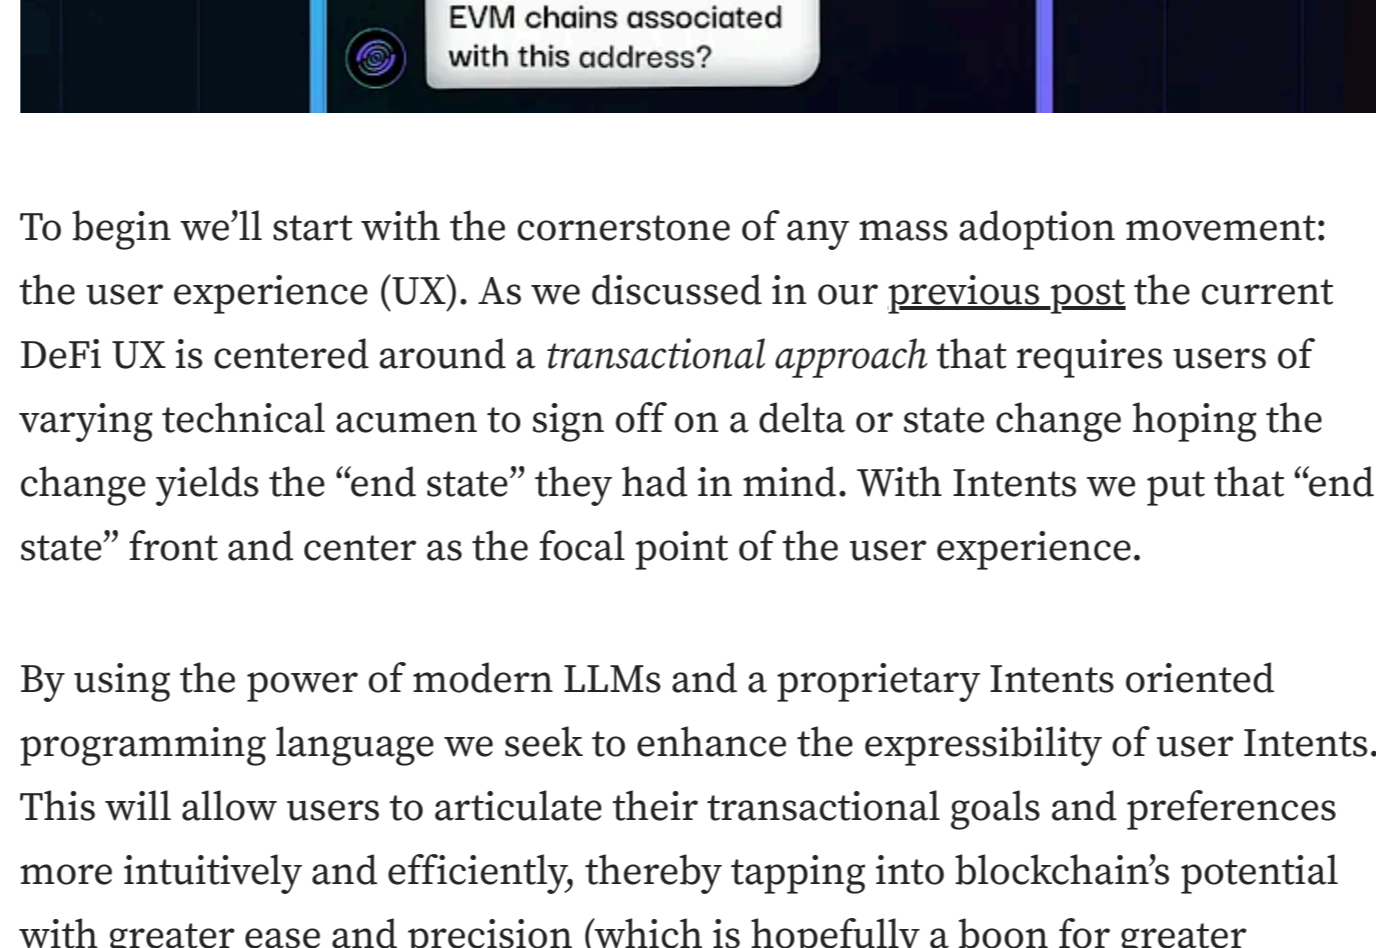 EVM chains associated
with this address?
To begin we’ll start with the cornerstone of any mass adoption movement:
the user experience (UX). As we discussed in our previous post the current
DeFi UX is centered around a transactional approach that requires users of
varying technical acumen to sign off on a delta or state change hoping the
change yields the “end state” they had in mind. With Intents we put that “end
state” front and center as the focal point of the user experience.
By using the power of modern LLMs and a proprietary Intents oriented
programming language we seek to enhance the expressibility of user Intents.
This will allow users to articulate their transactional goals and preferences
more intuitively and efficiently, thereby tapping into blockchain’s potential
with greater ease and precision (which is hopefully a boon for greater